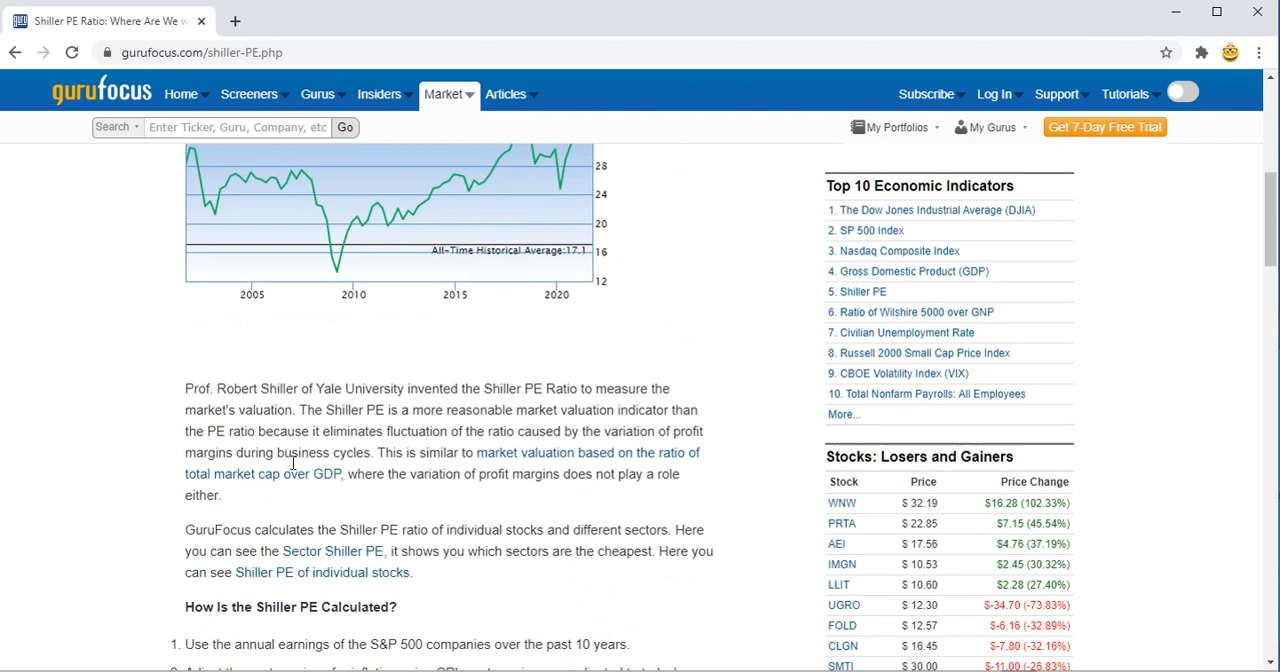 Shiller PE Ratio: Where Are We w
gurufocus.com/shiller-PE.php
gurufocus
Home Screeners Gurus Insiders Market Articles
Subscribe Log In Support Tutorials
Search Enter Ticker, Guru, Company, etc Go
My Portfolios My Gurus Get 7-Day Free Trial
28
24
20
All-Time Historical Average:17.1
16
12
2005 2010 2015 2020
Prof. Robert Shiller of Yale University invented the Shiller PE Ratio to measure the
market's valuation. The Shiller PE is a more reasonable market valuation indicator than
the PE ratio because it eliminates fluctuation of the ratio caused by the variation of profit
margins during business cycles. This is similar to market valuation based on the ratio of
total market cap over GDP, where the variation of profit margins does not play a role
either.
GuruFocus calculates the Shiller PE ratio of individual stocks and different sectors. Here
you can see the Sector Shiller PE, it shows you which sectors are the cheapest. Here you
can see Shiller PE of individual stocks.
How Is the Shiller PE Calculated?
1. Use the annual earnings of the S&P 500 companies over the past 10 years.
Top 10 Economic Indicators
1. The Dow Jones Industrial Average (DJIA)
2. SP 500 Index
3. Nasdaq Composite Index
4. Gross Domestic Product (GDP)
5. Shiller PE
6. Ratio of Wilshire 5000 over GNP
7. Civilian Unemployment Rate
8. Russell 2000 Small Cap Price Index
9. CBOE Volatility Index (VIX)
10. Total Nonfarm Payrolls: All Employees
More...
Stocks: Losers and Gainers
Stock Price Price Change
WNW $ 32.19 $16.28 (102.33%)
PRTA $ 22.85 $7.15 (45.54%)
AEI $ 17.56 $4.76 (37.19%)
IMGN $ 10.53 $2.45 (30.32%)
LLIT $ 10.60 $2.28 (27.40%)
UGRO $ 12.30 $-34.70 (-73.83%)
FOLD $ 12.57 $-6.16 (-32.89%)
CLGN $ 16.45 $-7.80 (-32.16%)
SMTI $ 30.00 $-11.00 (-26.83%)